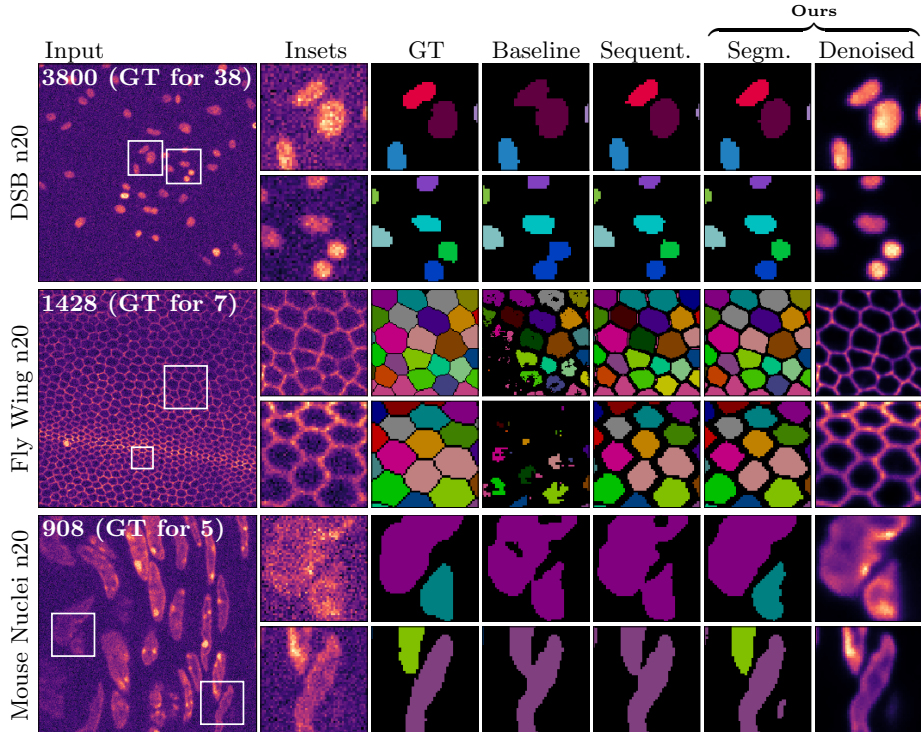 Ours
Input Insets GT Baseline Sequent. Segm. Denoised
DSB n20
3800 (GT for 38)
Fly Wing n20
1428 (GT for 7)
Mouse Nuclei n20
908 (GT for 5)